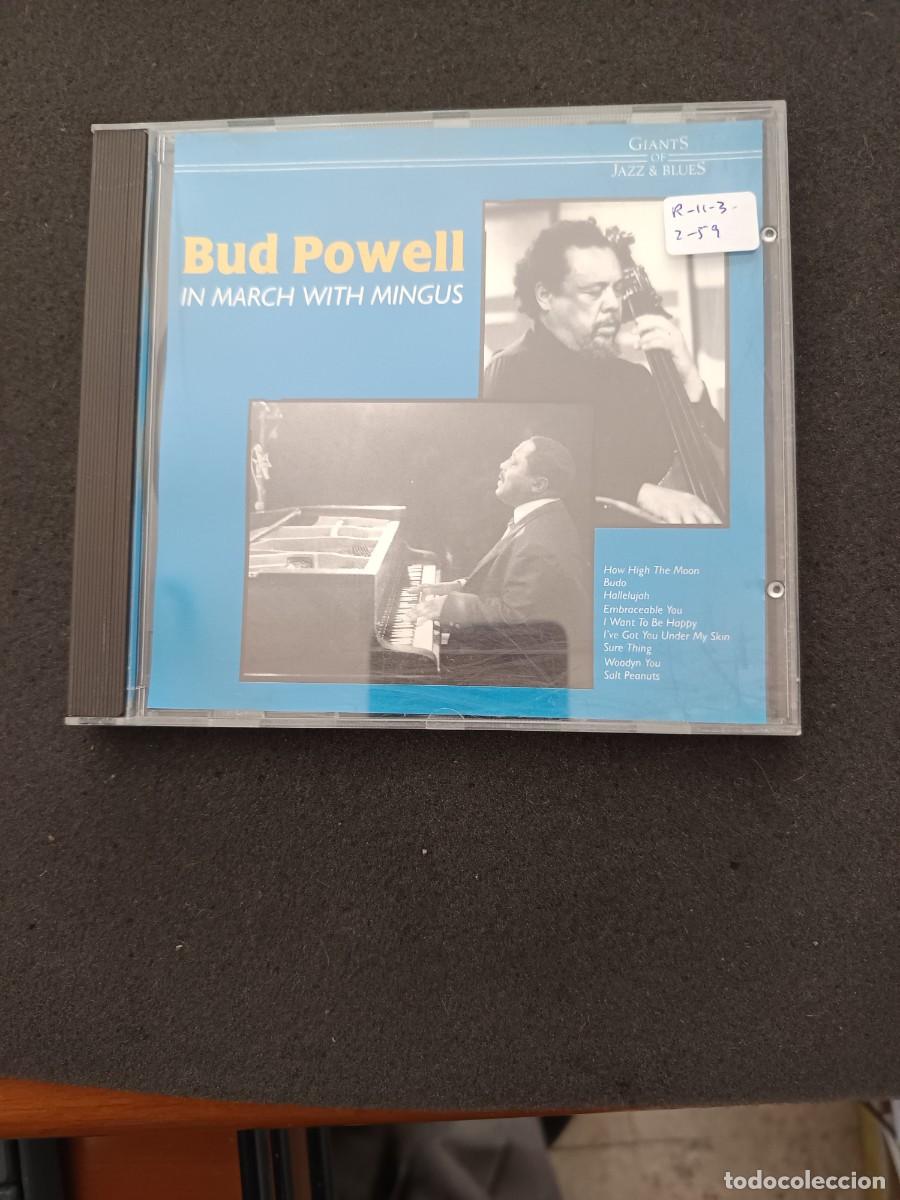 GIANTS
OF
JAZZ & BLUES
R-11-3-
2-59
Bud Powell
IN MARCH WITH MINGUS
How High The Moon
Budo
Hallelujah
Embraceable You
I Want To Be Happy
I've Got You Under My Skin
Sure Thing
Woodyn You
Salt Peanuts
todocoleccion